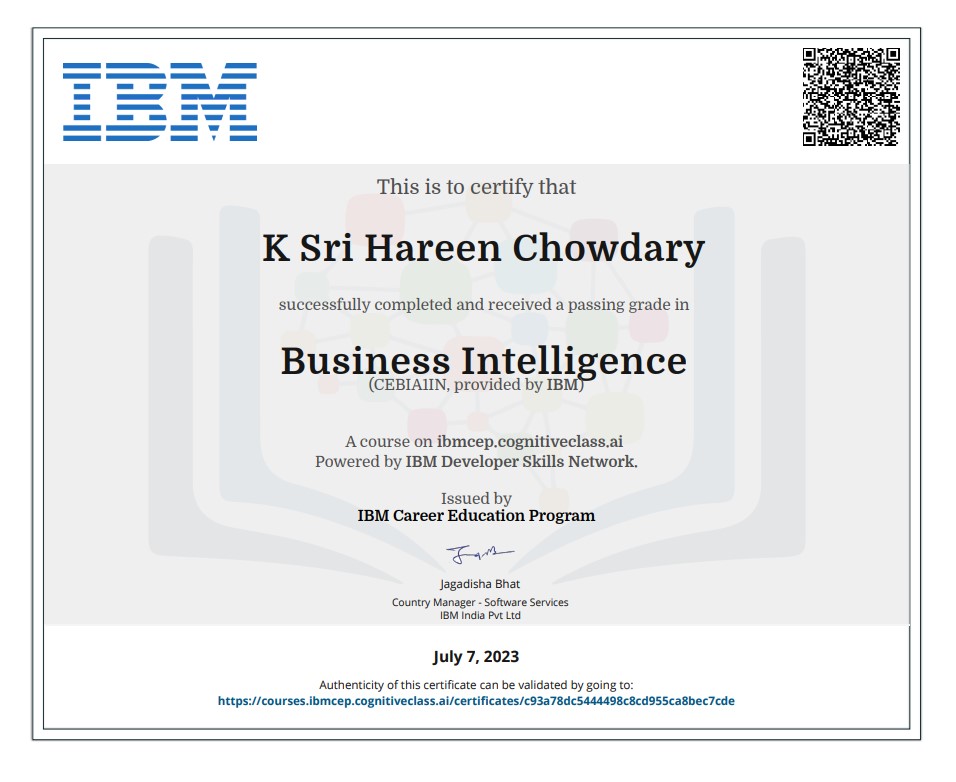 IBM
This is to certify that
K Sri Hareen Chowdary
successfully completed and received a passing grade in
Business Intelligence
(CEBIA1IN, provided by IBM)
A course on ibmcep.cognitiveclass.ai
Powered by IBM Developer Skills Network.
Issued by
IBM Career Education Program
Jagadisha Bhat
Country Manager - Software Services
IBM India Pvt Ltd
July 7, 2023
Authenticity of this certificate can be validated by going to:
https://courses.ibmcep.cognitiveclass.ai/certificates/c93a78dc5444498c8cd955ca8bec7cde